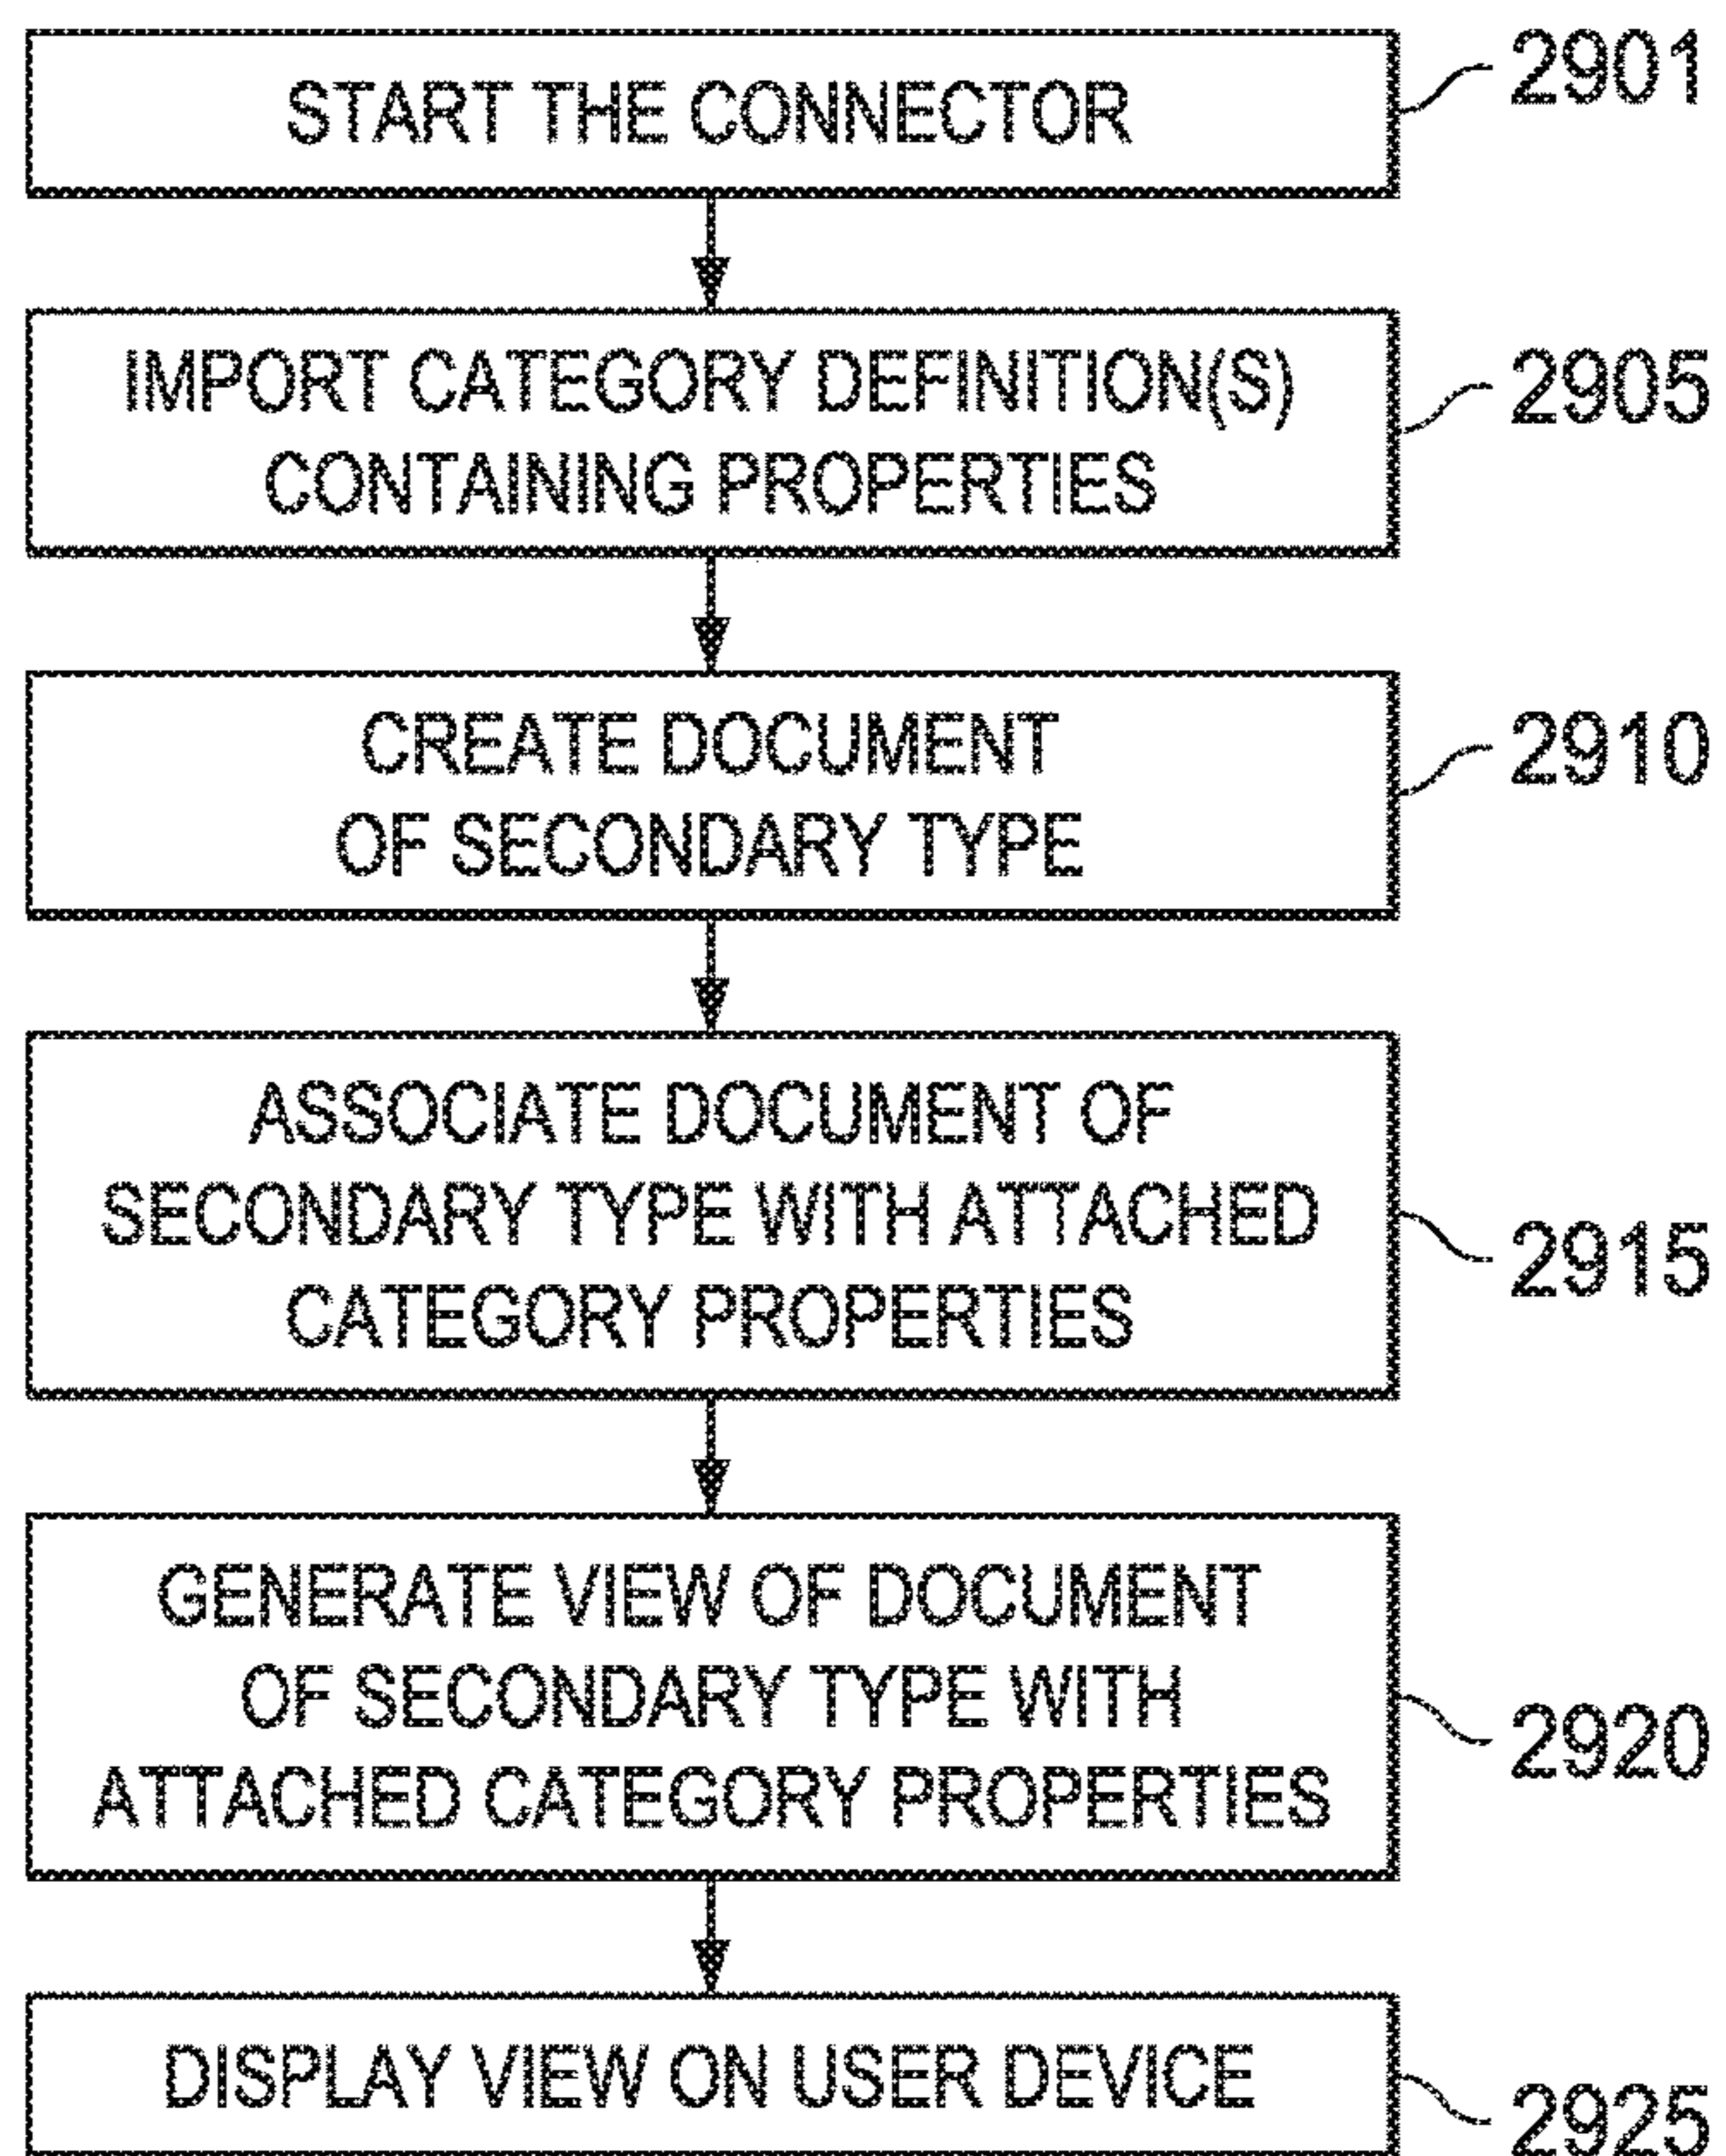 START THE CONNECTOR
2901
IMPORT CATEGORY DEFINITION(S)
CONTAINING PROPERTIES
2905
CREATE DOCUMENT
OF SECONDARY TYPE
2910
ASSOCIATE DOCUMENT OF
SECONDARY TYPE WITH ATTACHED
CATEGORY PROPERTIES
2915
GENERATE VIEW OF DOCUMENT
OF SECONDARY TYPE WITH
ATTACHED CATEGORY PROPERTIES
2920
DISPLAY VIEW ON USER DEVICE
2925